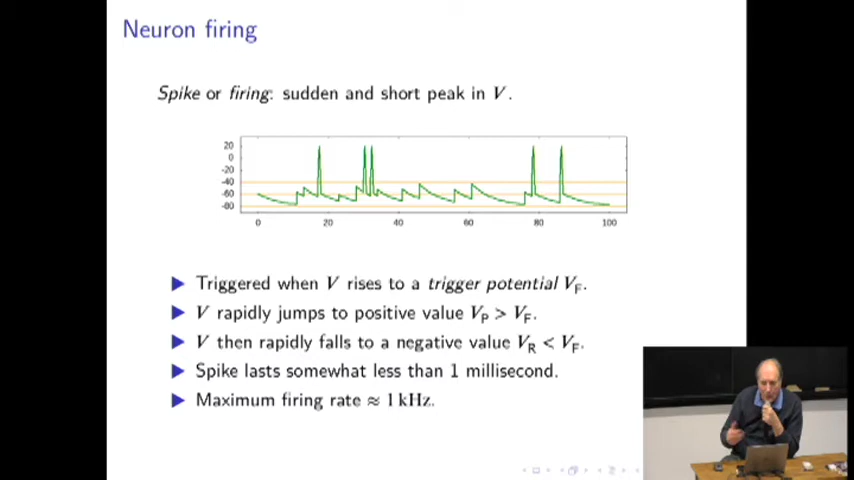 Neuron firing
Spike or firing: sudden and short peak in V.
20
0
-20
-40
-60
-80
0 20 40 60 80 100
▶ Triggered when V rises to a trigger potential V_F.
▶ V rapidly jumps to positive value V_P > V_F.
▶ V then rapidly falls to a negative value V_R < V_F.
▶ Spike lasts somewhat less than 1 millisecond.
▶ Maximum firing rate ≈ 1 kHz.